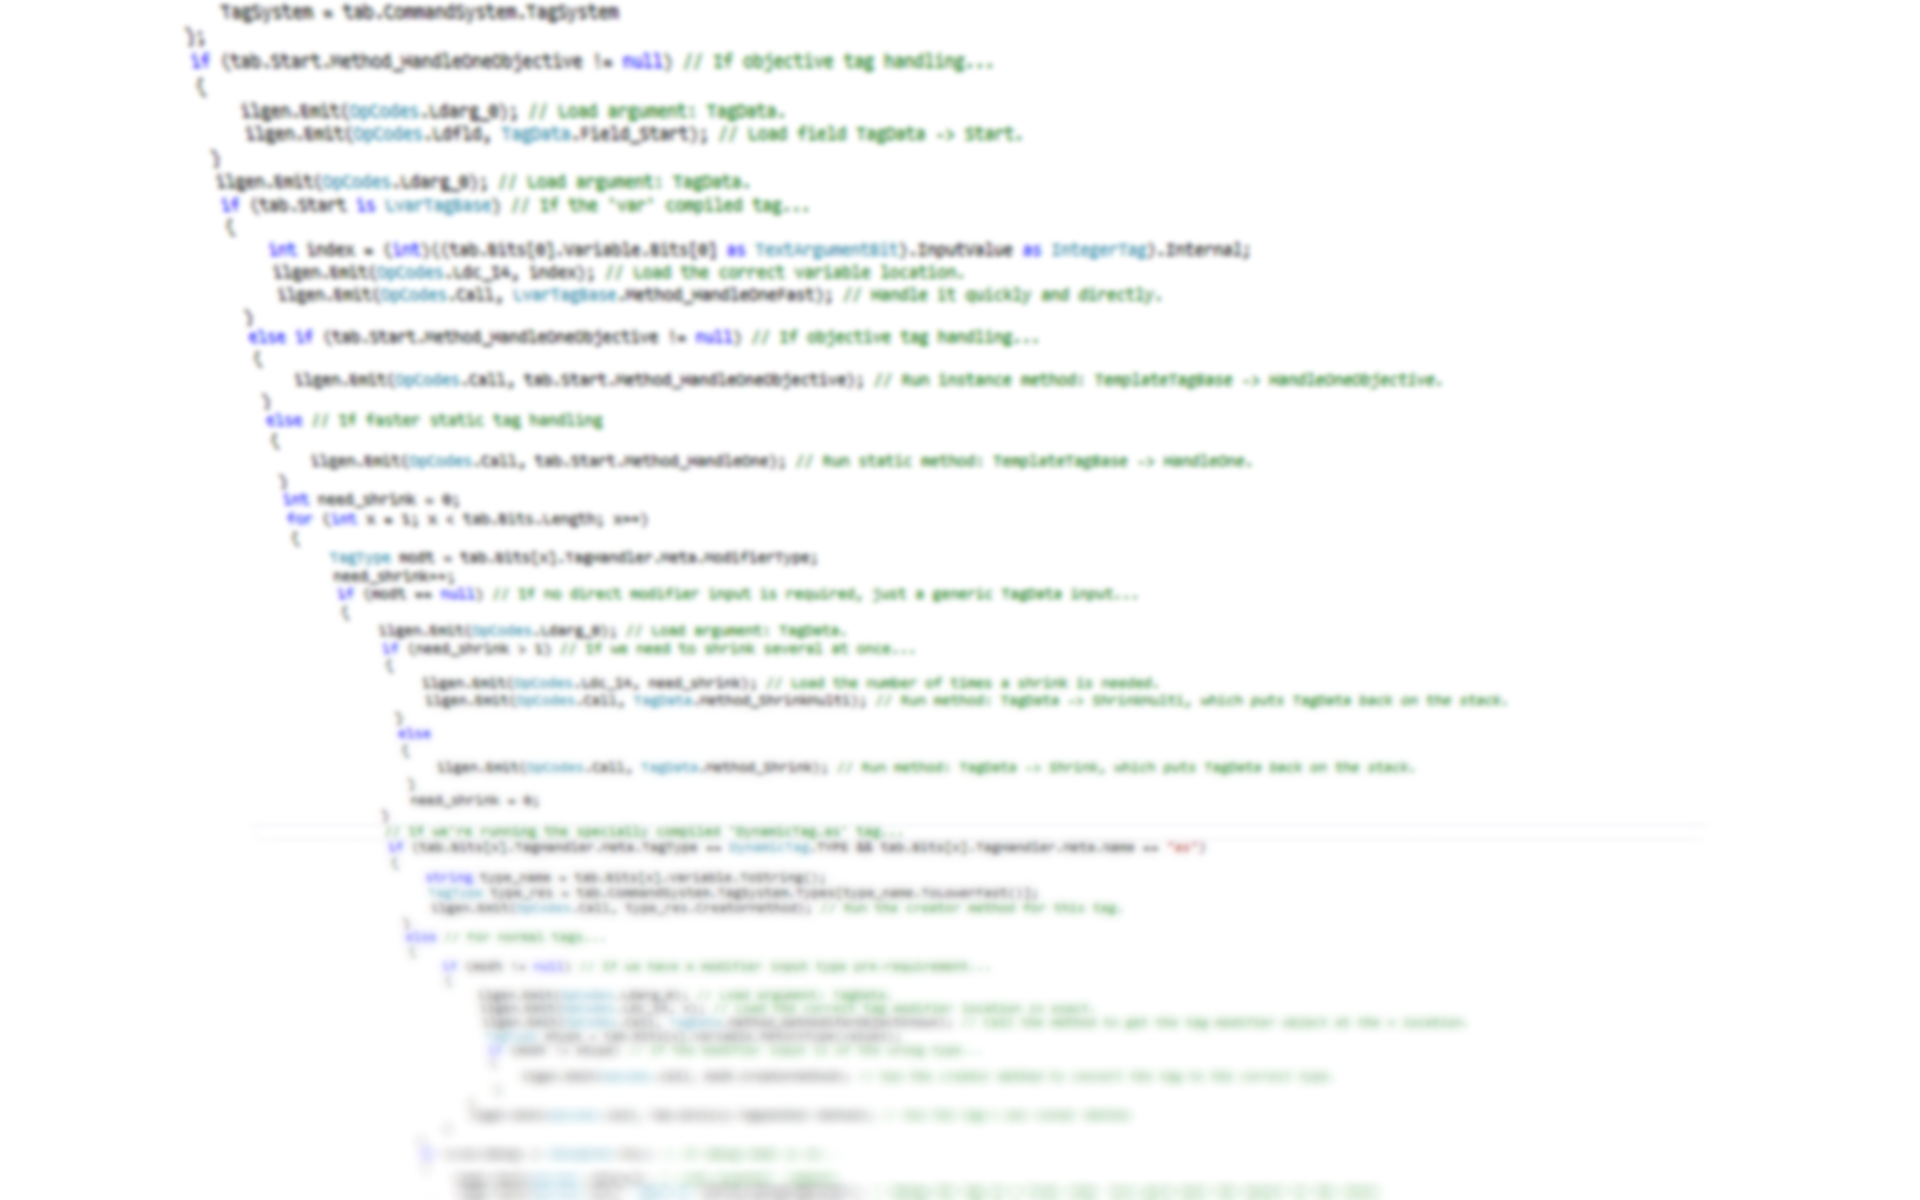 TagSystem = tab.CommandSystem.TagSystem
};
if (tab.Start.Method_HandleOneObjective != null) // If objective tag handling...
{
ilgen.Emit(OpCodes.Ldarg_0); // Load argument: TagData.
ilgen.Emit(OpCodes.Ldfld, TagData.Field_Start); // Load field TagData -> Start.
}
ilgen.Emit(OpCodes.Ldarg_0); // Load argument: TagData.
if (tab.Start is LvarTagBase) // If the 'var' compiled tag...
{
int index = (int)((tab.Bits[0].Variable.Bits[0] as TextArgumentBit).InputValue as IntegerTag).Internal;
ilgen.Emit(OpCodes.Ldc_I4, index); // Load the correct variable location.
ilgen.Emit(OpCodes.Call, LvarTagBase.Method_HandleOneFast); // Handle it quickly and directly.
}
else if (tab.Start.Method_HandleOneObjective != null) // If objective tag handling...
{
ilgen.Emit(OpCodes.Call, tab.Start.Method_HandleOneObjective); // Run instance method: TemplateTagBase -> HandleOneObjective.
}
else // If faster static tag handling
{
ilgen.Emit(OpCodes.Call, tab.Start.Method_HandleOne); // Run static method: TemplateTagBase -> HandleOne.
}
int need_shrink = 0;
for (int x = 1; x < tab.Bits.Length; x++)
{
TagType modt = tab.Bits[x].TagHandler.Meta.ModifierType;
need_shrink++;
if (modt == null) // If no direct modifier input is required, just a generic TagData input...
{
ilgen.Emit(OpCodes.Ldarg_0); // Load argument: TagData.
if (need_shrink > 1) // If we need to shrink several at once...
{
ilgen.Emit(OpCodes.Ldc_I4, need_shrink); // Load the number of times a shrink is needed.
ilgen.Emit(OpCodes.Call, TagData.Method_ShrinkMulti); // Run method: TagData -> ShrinkMulti, which puts TagData back on the stack.
}
else
{
ilgen.Emit(OpCodes.Call, TagData.Method_Shrink); // Run method: TagData -> Shrink, which puts TagData back on the stack.
}
need_shrink = 0;
}
// If we're running the specially compiled 'DynamicTag.as' tag...
if (tab.Bits[x].TagHandler.Meta.TagType == DynamicTag.TYPE && tab.Bits[x].TagHandler.Meta.Name == "as")
{
string type_name = tab.Bits[x].Variable.ToString();
TagType type_res = tab.CommandSystem.TagSystem.Types[type_name.ToLowerFast()];
ilgen.Emit(OpCodes.Call, type_res.CreatorMethod); // Run the creator method for this tag.
}
else // For normal tags...
{
if (modt != null) // If we have a modifier input type pre-requirement...
{
ilgen.Emit(OpCodes.Ldarg_0); // Load argument: TagData.